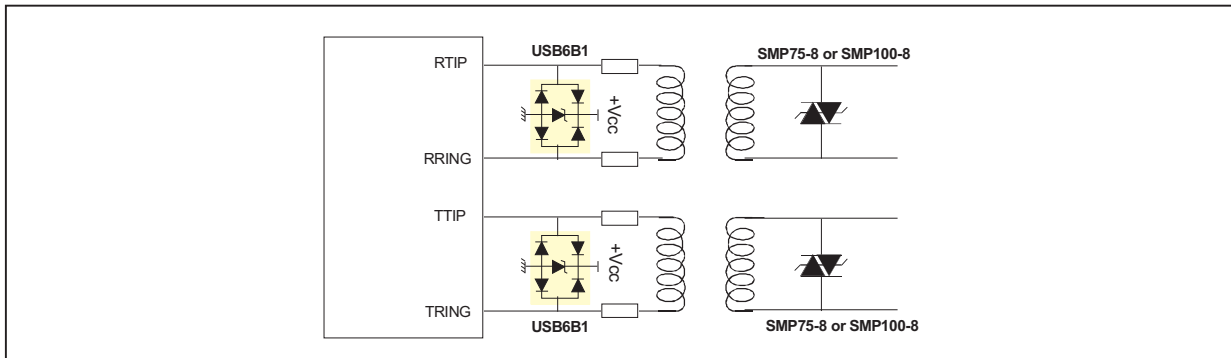 USB6B1
SMP75-8 or SMP100-8
RTIP
+Vcc
RRING
TTIP
+Vcc
TRING
USB6B1
SMP75-8 or SMP100-8